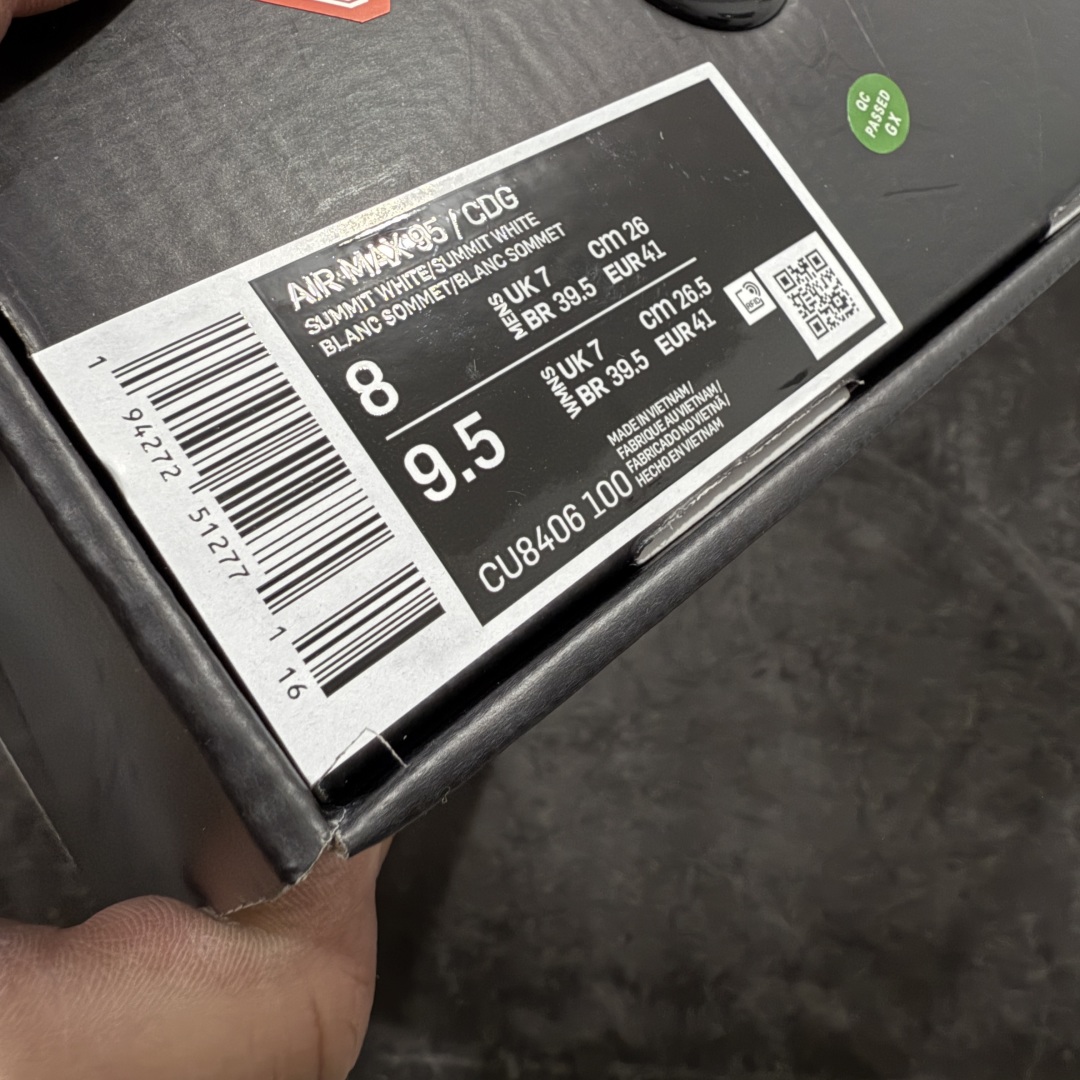 QC
PASSED
GX
AIR MAX 95 / CDG
SUMMIT WHITE/SUMMIT WHITE
BLANC SOMMET/BLANC SOMMET
8
MENS
UK 7
cm 26
BR 39.5
EUR 41
9.5
WMNS
UK 7
cm 26.5
BR 39.5
EUR 41
RFID
CU8406 100
MADE IN VIETNAM/
FABRIQUE AU VIETNAM/
FABRICADO NO VIETNÃ/
HECHO EN VIETNAM
1 94272 51277 1 16